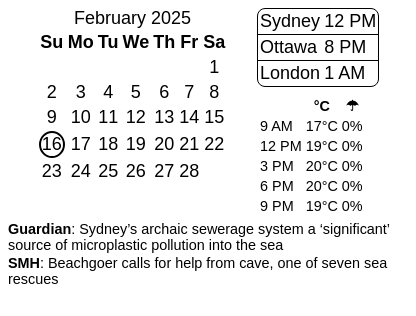 February 2025
Su Mo Tu We Th Fr Sa
1
2 3 4 5 6 7 8
9 10 11 12 13 14 15
16 17 18 19 20 21 22
23 24 25 26 27 28
Sydney 12 PM
Ottawa 8 PM
London 1 AM
°C ☂
9 AM 17°C 0%
12 PM 19°C 0%
3 PM 20°C 0%
6 PM 20°C 0%
9 PM 19°C 0%
Guardian: Sydney’s archaic sewerage system a ‘significant’
source of microplastic pollution into the sea
SMH: Beachgoer calls for help from cave, one of seven sea
rescues